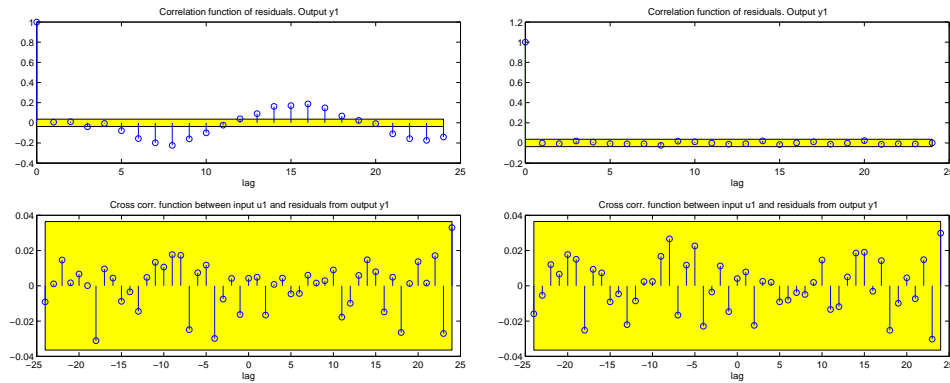 Correlation function of residuals. Output y1
1
0.8
0.6
0.4
0.2
0
−0.2
−0.4
0 5 10 15 20 25
lag
Correlation function of residuals. Output y1
1.2
1
0.8
0.6
0.4
0.2
0
−0.2
0 5 10 15 20 25
lag
Cross corr. function between input u1 and residuals from output y1
0.04
0.02
0
−0.02
−0.04
−25 −20 −15 −10 −5 0 5 10 15 20 25
lag
Cross corr. function between input u1 and residuals from output y1
0.04
0.02
0
−0.02
−0.04
−25 −20 −15 −10 −5 0 5 10 15 20 25
lag